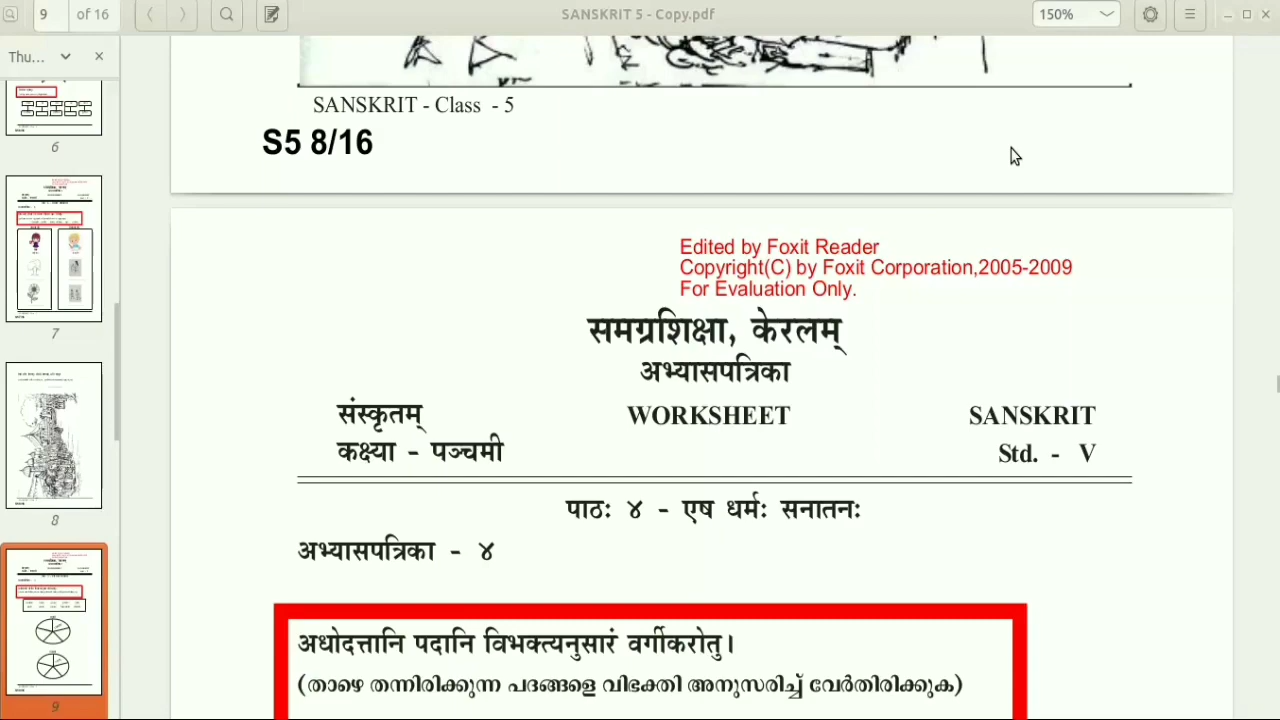 9 of 16
SANSKRIT 5 - Copy.pdf
150%
Thu...
SANSKRIT - Class - 5
S5 8/16
6
7
8
9
Edited by Foxit Reader
Copyright(C) by Foxit Corporation,2005-2009
For Evaluation Only.
समग्रशिक्षा, केरलम्
अभ्यासपत्रिका
संस्कृतम् WORKSHEET SANSKRIT
कक्ष्या - पञ्चमी Std. - V
पाठः ४ - एष धर्मः सनातनः
अभ्यासपत्रिका - ४
अधोदत्तानि पदानि विभक्त्यनुसारं वर्गीकरोतु।
(താഴെ തന്നിരിക്കുന്ന പദങ്ങളെ വിഭക്തി അനുസരിച്ച് വേർതിരിക്കുക)